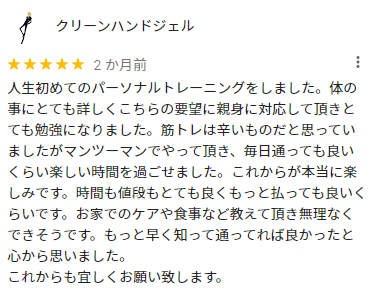 クリーンハンドジェル
2 か月前
人生初めてのパーソナルトレーニングをしました。体の
事にとても詳しくこちらの要望に親身に対応して頂きと
ても勉強になりました。筋トレは辛いものだと思ってい
ましたがマンツーマンでやって頂き、毎日通っても良い
くらい楽しい時間を過ごせました。これからが本当に楽
しみです。時間も値段もとても良くもっと払っても良いく
らいです。お家でのケアや食事など教えて頂き無理なく
できそうです。もっと早く知って通ってれば良かったと
心から思いました。
これからも宜しくお願い致します。